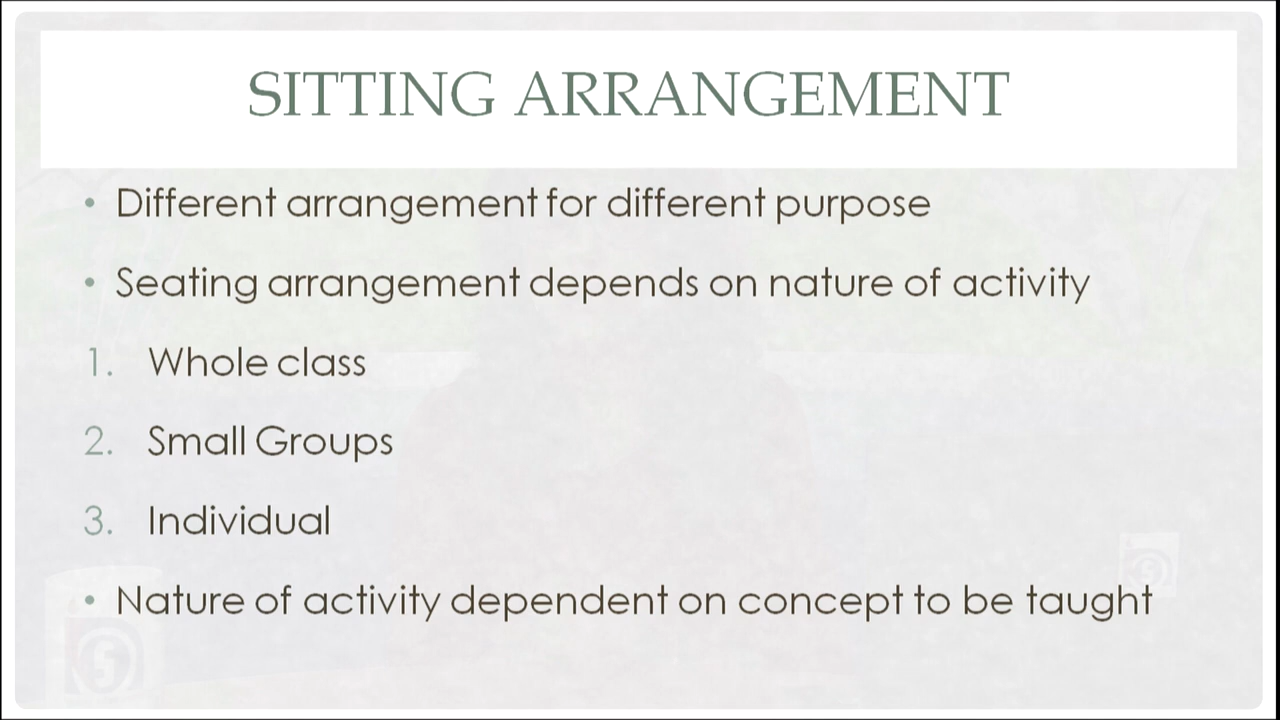 SITTING ARRANGEMENT
• Different arrangement for different purpose
• Seating arrangement depends on nature of activity
1. Whole class
2. Small Groups
3. Individual
• Nature of activity dependent on concept to be taught